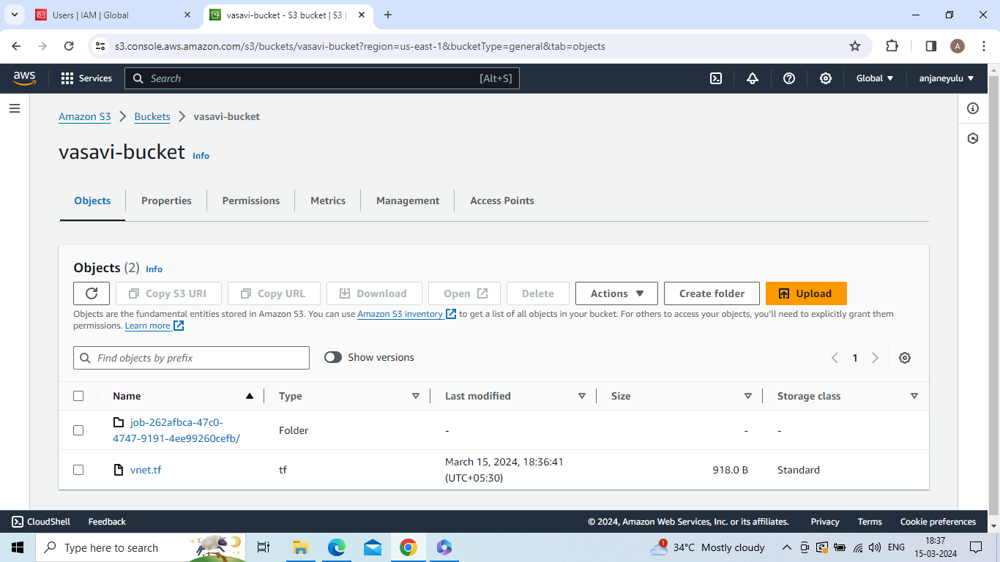 Users | IAM | Global
vasavi-bucket - S3 bucket | S3 |
s3.console.aws.amazon.com/s3/buckets/vasavi-bucket?region=us-east-1&bucketType=general&tab=objects
A
aws
Services
Search
[Alt+S]
Global
anjaneyulu
Amazon S3
Buckets
vasavi-bucket
vasavi-bucket Info
Objects
Properties
Permissions
Metrics
Management
Access Points
Objects (2) Info
Copy S3 URI
Copy URL
Download
Open
Delete
Actions
Create folder
Upload
Objects are the fundamental entities stored in Amazon S3. You can use Amazon S3 inventory to get a list of all objects in your bucket. For others to access your objects, you'll need to explicitly grant them
permissions. Learn more
Find objects by prefix
Show versions
1
Name
Type
Last modified
Size
Storage class
job-262afbca-47c0-
4747-9191-4ee99260cefb/
Folder
-
-
-
vnet.tf
tf
March 15, 2024, 18:36:41
(UTC+05:30)
918.0 B
Standard
CloudShell
Feedback
© 2024, Amazon Web Services, Inc. or its affiliates.
Privacy
Terms
Cookie preferences
Type here to search
1
34°C Mostly cloudy
ENG
18:37
15-03-2024